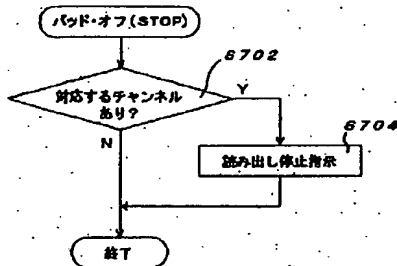 パッド・オフ(STOP)
6702
対応するチャンネル
あり?
Y
N
6704
読み出し停止指示
終了